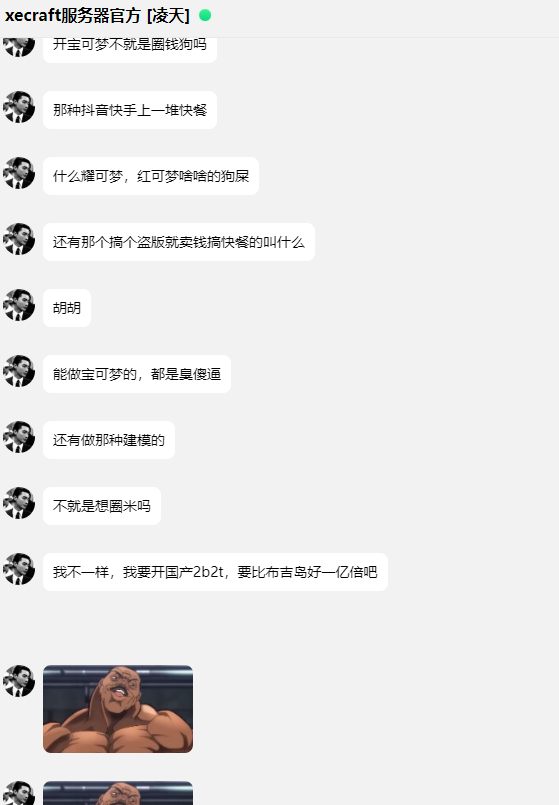 xecraft服务器官方 [凌天]
开宝可梦不就是圈钱狗吗
那种抖音快手上一堆快餐
什么耀可梦，红可梦啥啥的狗屎
还有那个搞个盗版就卖钱搞快餐的叫什么
胡胡
能做宝可梦的，都是臭傻逼
还有做那种建模的
不就是想圈米吗
我不一样，我要开国产2b2t，要比布吉岛好一亿倍吧